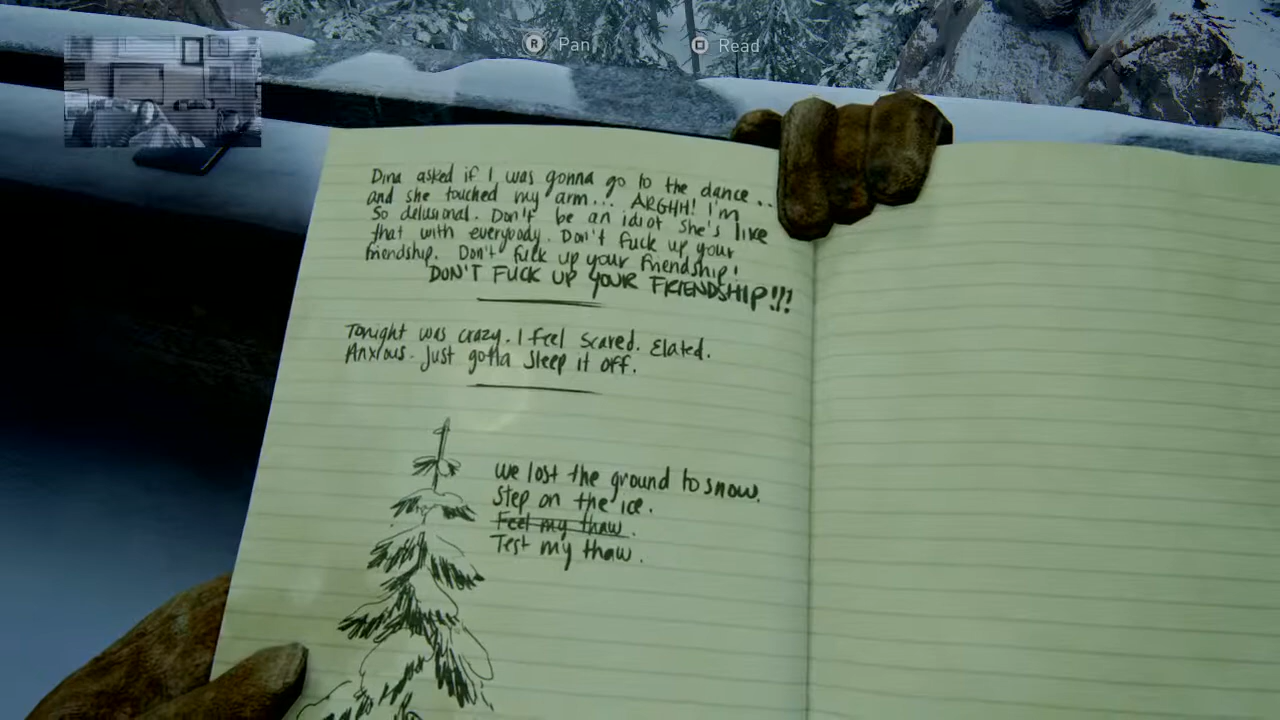 Pan
Read
Dina asked if I was gonna go to the dance..
and she touched my arm... ARGHH! I'm
so delusional. Don't be an idiot she's like
that with everybody. Don't fuck up your
friendship. Don't fuck up your friendship!
DON'T FUCK UP YOUR FRIENDSHIP!!!
Tonight was crazy. I feel scared. Elated.
Anxious. Just gotta sleep it off.
We lost the ground to snow.
Step on the ice.
Feel my thaw.
Test my thaw.